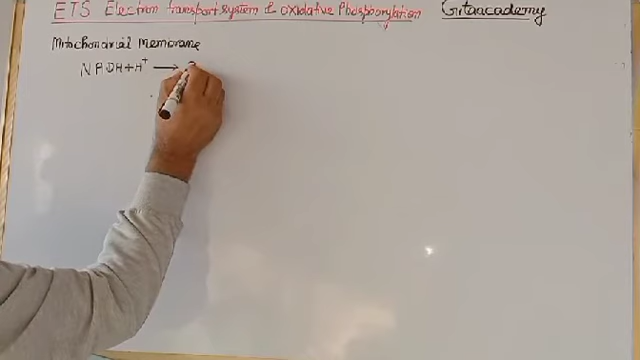 ETS Electron transport system & oxidative Phosphorylation Gitaacademy
Mitochondrial Membrane
NADH+H⁺ →